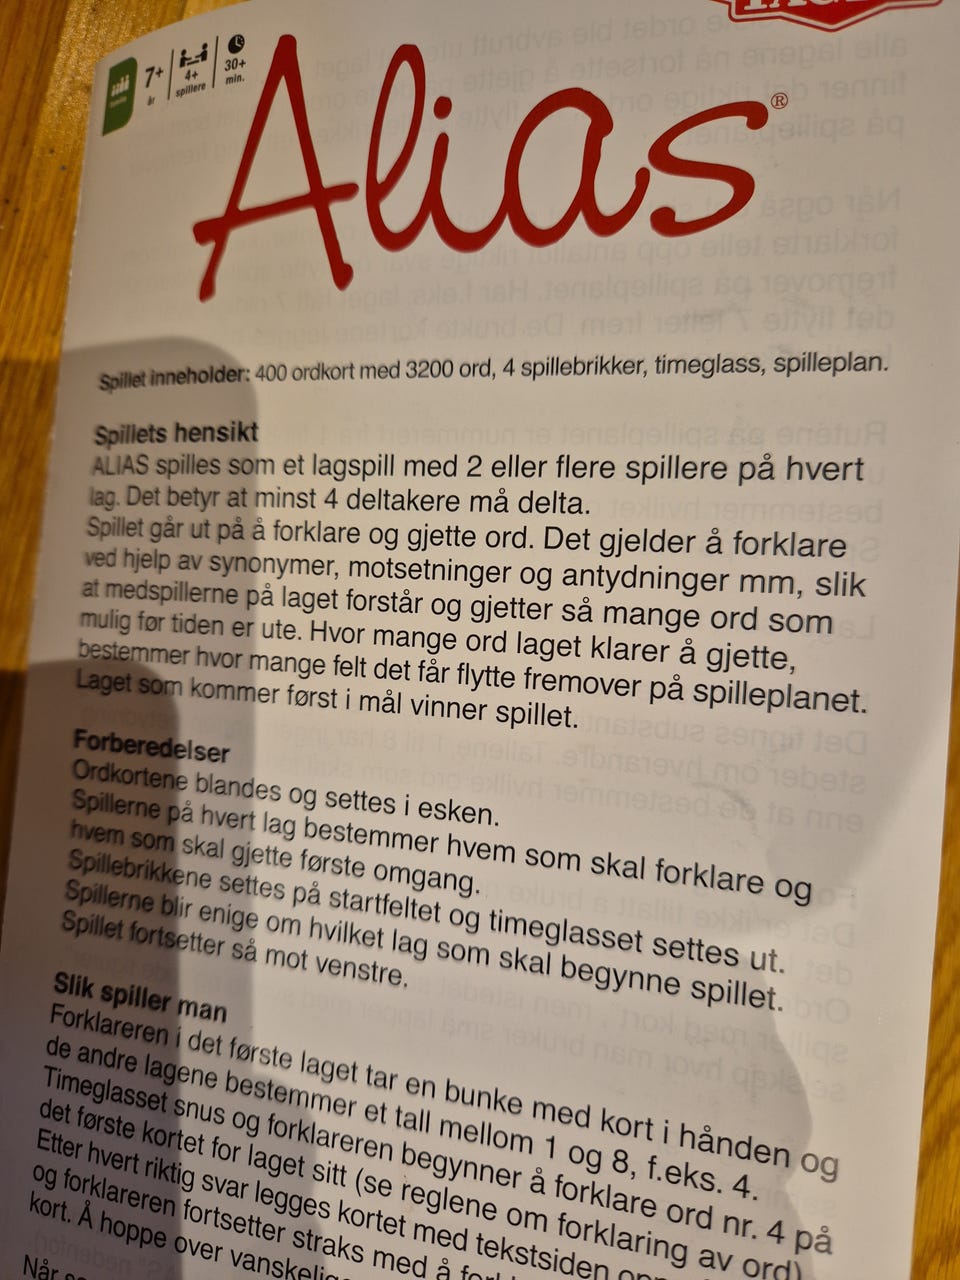 7+
år
4+
spillere
30+
min.
Alias®
Spillet inneholder: 400 ordkort med 3200 ord, 4 spillebrikker, timeglass, spilleplan.
Spillets hensikt
ALIAS spilles som et lagspill med 2 eller flere spillere på hvert
lag. Det betyr at minst 4 deltakere må delta.
Spillet går ut på å forklare og gjette ord. Det gjelder å forklare
ved hjelp av synonymer, motsetninger og antydninger mm, slik
at medspillerne på laget forstår og gjetter så mange ord som
mulig før tiden er ute. Hvor mange ord laget klarer å gjette,
bestemmer hvor mange felt det får flytte fremover på spilleplanet.
Laget som kommer først i mål vinner spillet.
Forberedelser
Ordkortene blandes og settes i esken.
Spillerne på hvert lag bestemmer hvem som skal forklare og
hvem som skal gjette første omgang.
Spillebrikkene settes på startfeltet og timeglasset settes ut.
Spillerne blir enige om hvilket lag som skal begynne spillet.
Spillet fortsetter så mot venstre.
Slik spiller man
Forklareren i det første laget tar en bunke med kort i hånden og
de andre lagene bestemmer et tall mellom 1 og 8, f.eks. 4.
Timeglasset snus og forklareren begynner å forklare ord nr. 4 på
det første kortet for laget sitt (se reglene om forklaring av ord).
Etter hvert riktig svar legges kortet med tekstsiden
og forklareren fortsetter straks med å
kort. Å hoppe over
Når